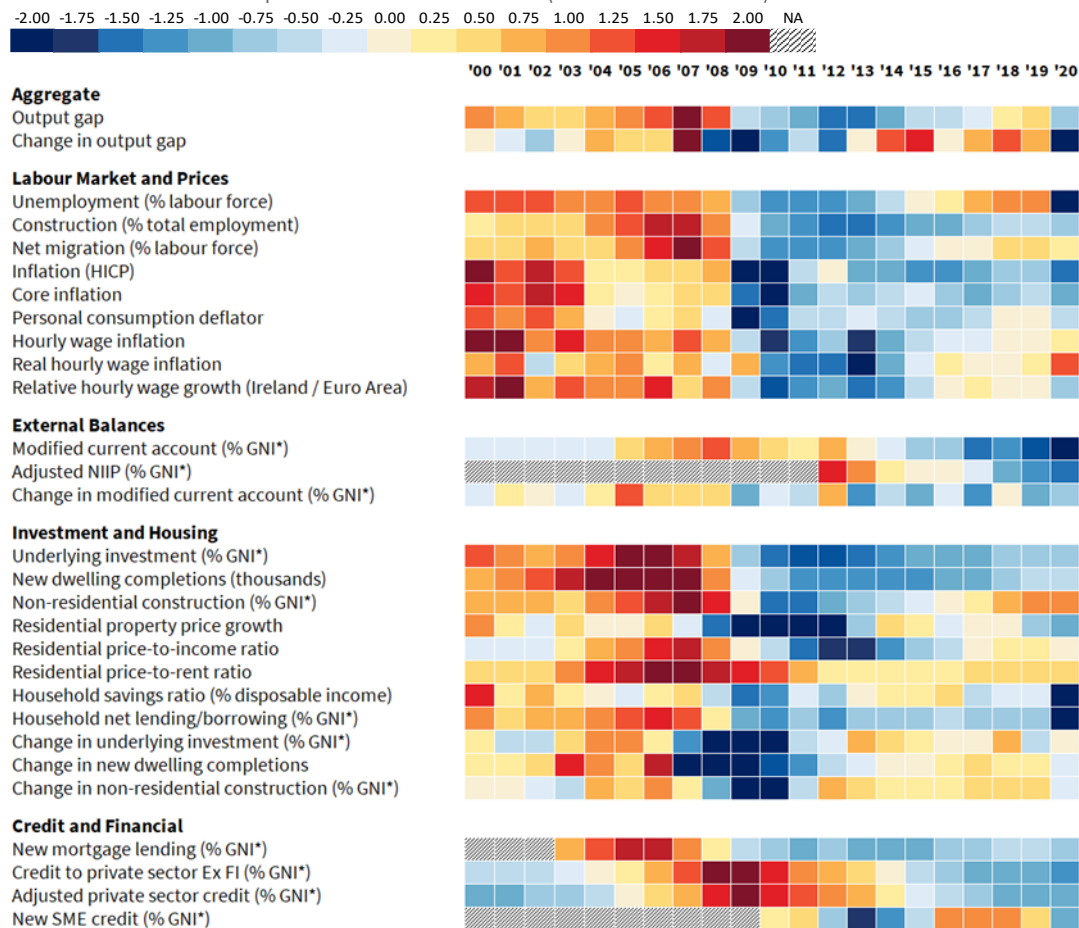 -2.00 -1.75 -1.50 -1.25 -1.00 -0.75 -0.50 -0.25 0.00 0.25 0.50 0.75 1.00 1.25 1.50 1.75 2.00 NA
'00 '01 '02 '03 '04 '05 '06 '07 '08 '09 '10 '11 '12 '13 '14 '15 '16 '17 '18 '19 '20
Aggregate
Output gap
Change in output gap
Labour Market and Prices
Unemployment (% labour force)
Construction (% total employment)
Net migration (% labour force)
Inflation (HICP)
Core inflation
Personal consumption deflator
Hourly wage inflation
Real hourly wage inflation
Relative hourly wage growth (Ireland / Euro Area)
External Balances
Modified current account (% GNI*)
Adjusted NIIP (% GNI*)
Change in modified current account (% GNI*)
Investment and Housing
Underlying investment (% GNI*)
New dwelling completions (thousands)
Non-residential construction (% GNI*)
Residential property price growth
Residential price-to-income ratio
Residential price-to-rent ratio
Household savings ratio (% disposable income)
Household net lending/borrowing (% GNI*)
Change in underlying investment (% GNI*)
Change in new dwelling completions
Change in non-residential construction (% GNI*)
Credit and Financial
New mortgage lending (% GNI*)
Credit to private sector Ex FI (% GNI*)
Adjusted private sector credit (% GNI*)
New SME credit (% GNI*)